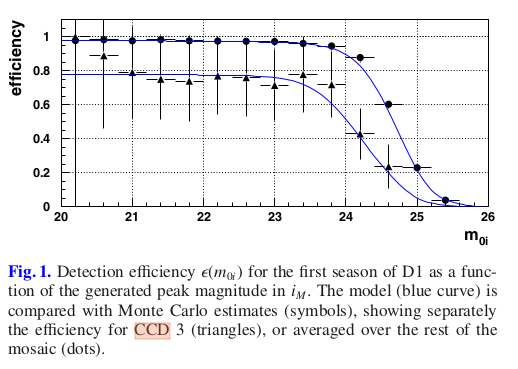 efficiency
1
0.8
0.6
0.4
0.2
0
20 21 22 23 24 25 26
m0i
Fig. 1. Detection efficiency ϵ(m0i) for the first season of D1 as a func-
tion of the generated peak magnitude in iM. The model (blue curve) is
compared with Monte Carlo estimates (symbols), showing separately
the efficiency for CCD 3 (triangles), or averaged over the rest of the
mosaic (dots).